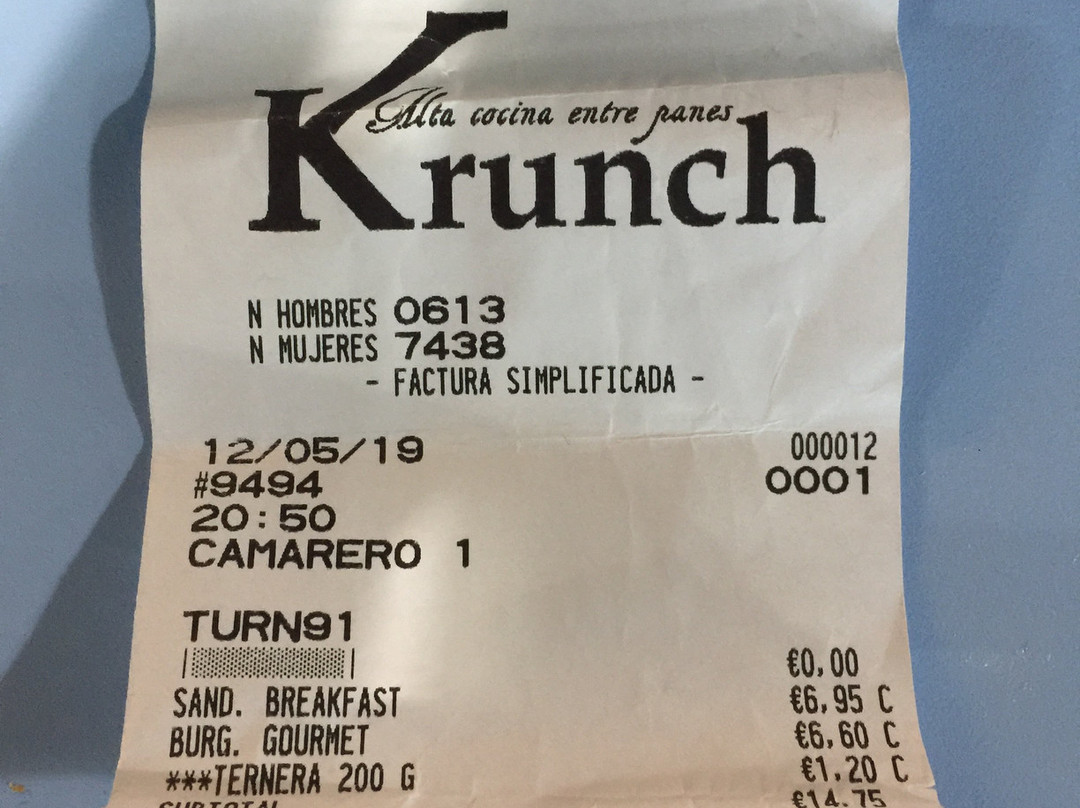 Alta cocina entre panes
Krunch
N HOMBRES 0613
N MUJERES 7438
- FACTURA SIMPLIFICADA -
12/05/19 000012
#9494 0001
20:50
CAMARERO 1
TURN91
€0,00
SAND. BREAKFAST €6,95 C
BURG. GOURMET €6,60 C
***TERNERA 200 G €1,20 C
SUBTOTAL €14,75